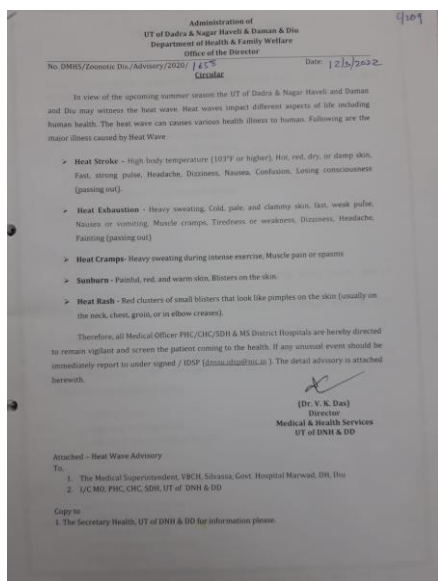 C/209
Administration of
UT of Dadra & Nagar Haveli & Daman & Diu
Department of Health & Family Welfare
Office of the Director
No. DMHS/Zoonotic Dis./Advisory/2020/ 1655 Date: 12/5/2022
Circular
In view of the upcoming summer season the UT of Dadra & Nagar Haveli and Daman
and Diu may witness the heat wave. Heat waves impact different aspects of life including
human health. The heat wave can causes various health illness to human. Following are the
major illness caused by Heat Wave
➢ Heat Stroke – High body temperature (103°F or higher), Hot, red, dry, or damp skin,
Fast, strong pulse, Headache, Dizziness, Nausea, Confusion, Losing consciousness
(passing out).
➢ Heat Exhaustion – Heavy sweating, Cold, pale, and clammy skin, fast, weak pulse,
Nausea or vomiting, Muscle cramps, Tiredness or weakness, Dizziness, Headache,
Fainting (passing out)
➢ Heat Cramps- Heavy sweating during intense exercise, Muscle pain or spasms
➢ Sunburn – Painful, red, and warm skin, Blisters on the skin.
➢ Heat Rash – Red clusters of small blisters that look like pimples on the skin (usually on
the neck, chest, groin, or in elbow creases).
Therefore, all Medical Officer PHC/CHC/SDH & MS District Hospitals are hereby directed
to remain vigilant and screen the patient coming to the health. If any unusual event should be
immediately report to under signed / IDSP ( ). The detail advisory is attached
herewith.
(Dr. V. K. Das)
Director
Medical & Health Services
UT of DNH & DD
Attached – Heat Wave Advisory
To,
1. The Medical Superintendent, VBCH, Silvassa, Govt. Hospital Marwad, DH, Diu
2. I/C MO, PHC, CHC, SDH, UT of DNH & DD
Copy to
1. The Secretary Health, UT of DNH & DD for information please.